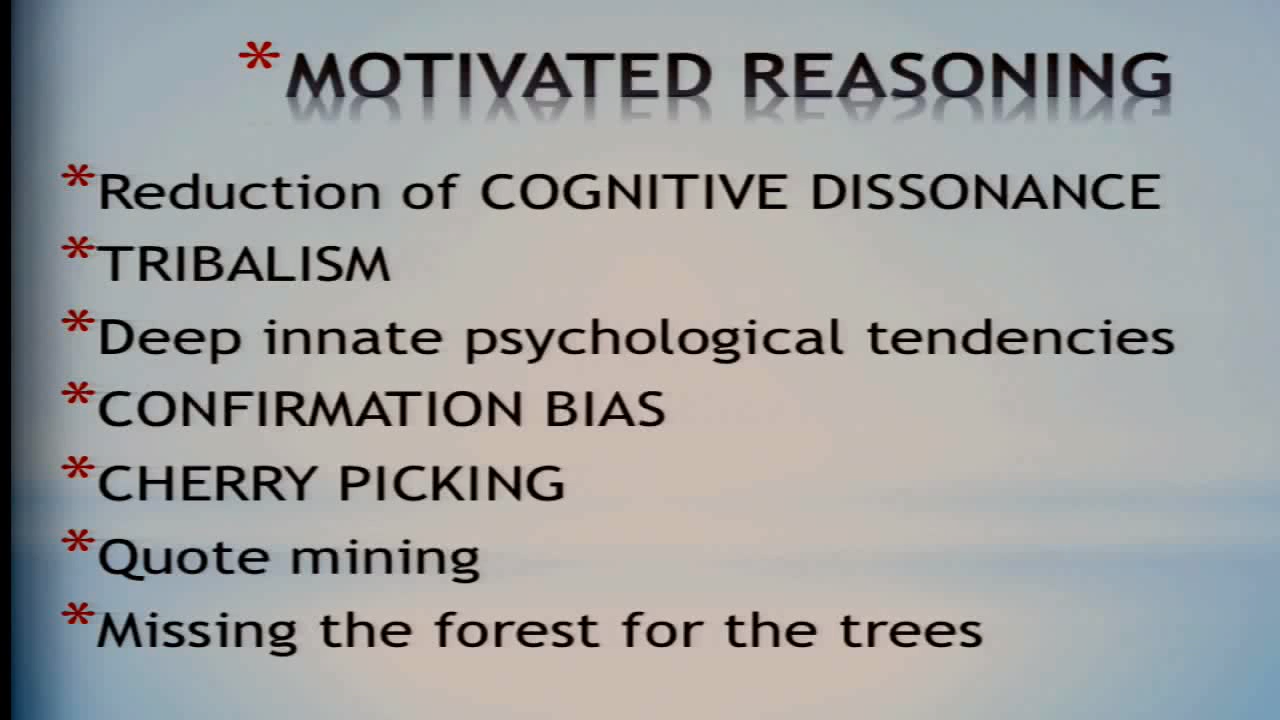 *MOTIVATED REASONING
*Reduction of COGNITIVE DISSONANCE
*TRIBALISM
*Deep innate psychological tendencies
*CONFIRMATION BIAS
*CHERRY PICKING
*Quote mining
*Missing the forest for the trees